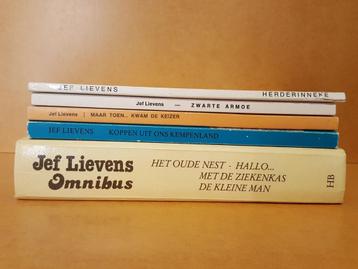 JEF LIEVENS HERDERINNEKE
Jef Lievens — ZWARTE ARMOE
Jef Lievens | MAAR TOEN.. KWAM DE KEIZER
JEF LIEVENS KOPPEN UIT ONS KEMPENLAND
Jef Lievens
Omnibus
HET OUDE NEST · HALLO...
MET DE ZIEKENKAS
DE KLEINE MAN
HB